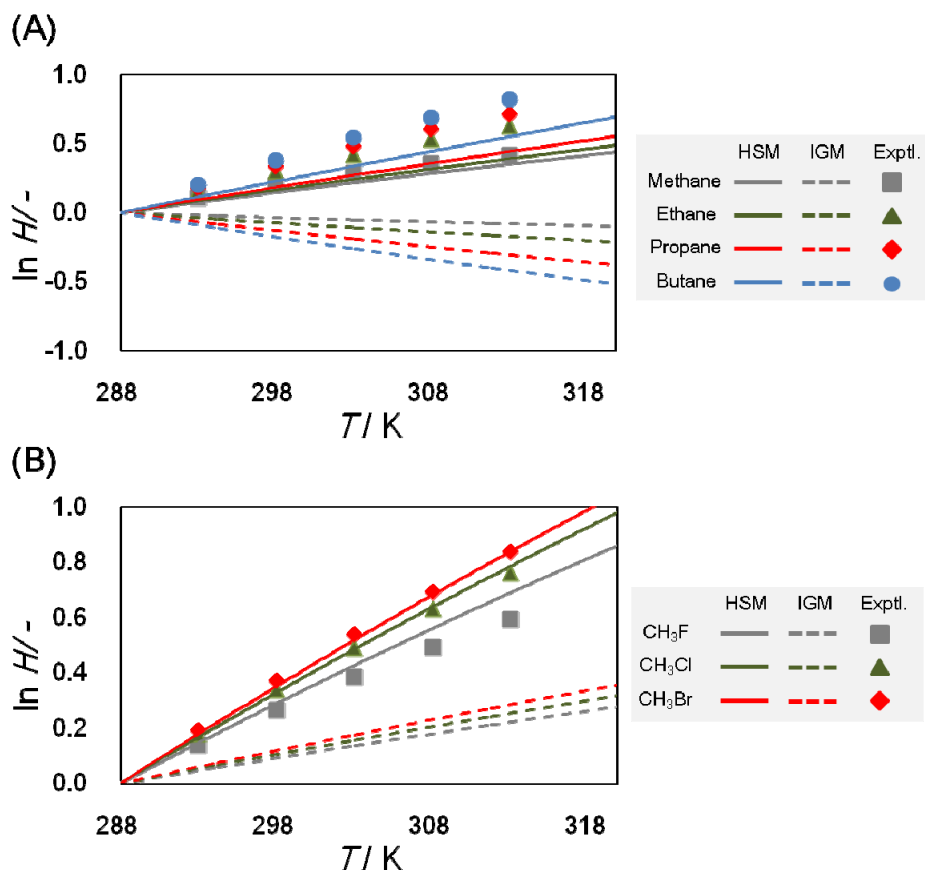 (A)
1.0
0.5
0.0
-0.5
-1.0
ln H/-
288 298 308 318
T/ K
HSM IGM Exptl.
Methane
Ethane
Propane
Butane
(B)
1.0
0.8
0.6
0.4
0.2
0.0
ln H/-
288 298 308 318
T/ K
HSM IGM Exptl.
CH₃F
CH₃Cl
CH₃Br